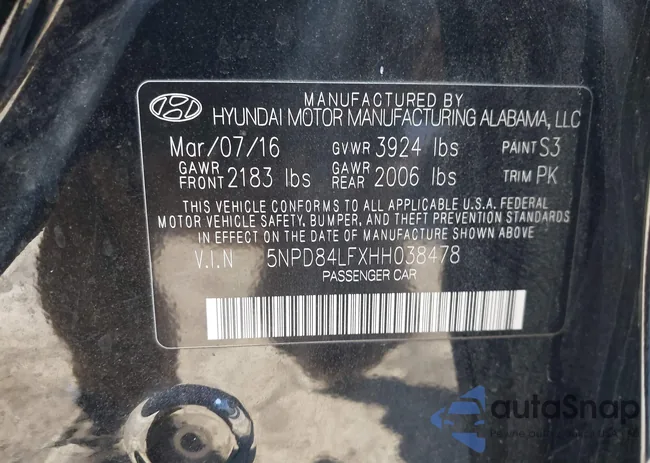 MANUFACTURED BY
HYUNDAI MOTOR MANUFACTURING ALABAMA, LLC
Mar/07/16 GVWR 3924 lbs PAINT S3
GAWR FRONT 2183 lbs GAWR REAR 2006 lbs TRIM PK
THIS VEHICLE CONFORMS TO ALL APPLICABLE U.S.A. FEDERAL
MOTOR VEHICLE SAFETY, BUMPER, AND THEFT PREVENTION STANDARDS
IN EFFECT ON THE DATE OF MANUFACTURE SHOWN ABOVE
V.I.N 5NPD84LFXHH038478
PASSENGER CAR
autoSnap